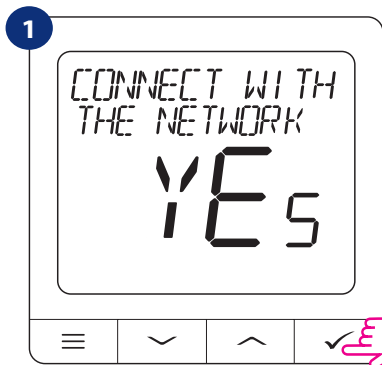 1
CONNECT WITH
THE NETWORK
YES